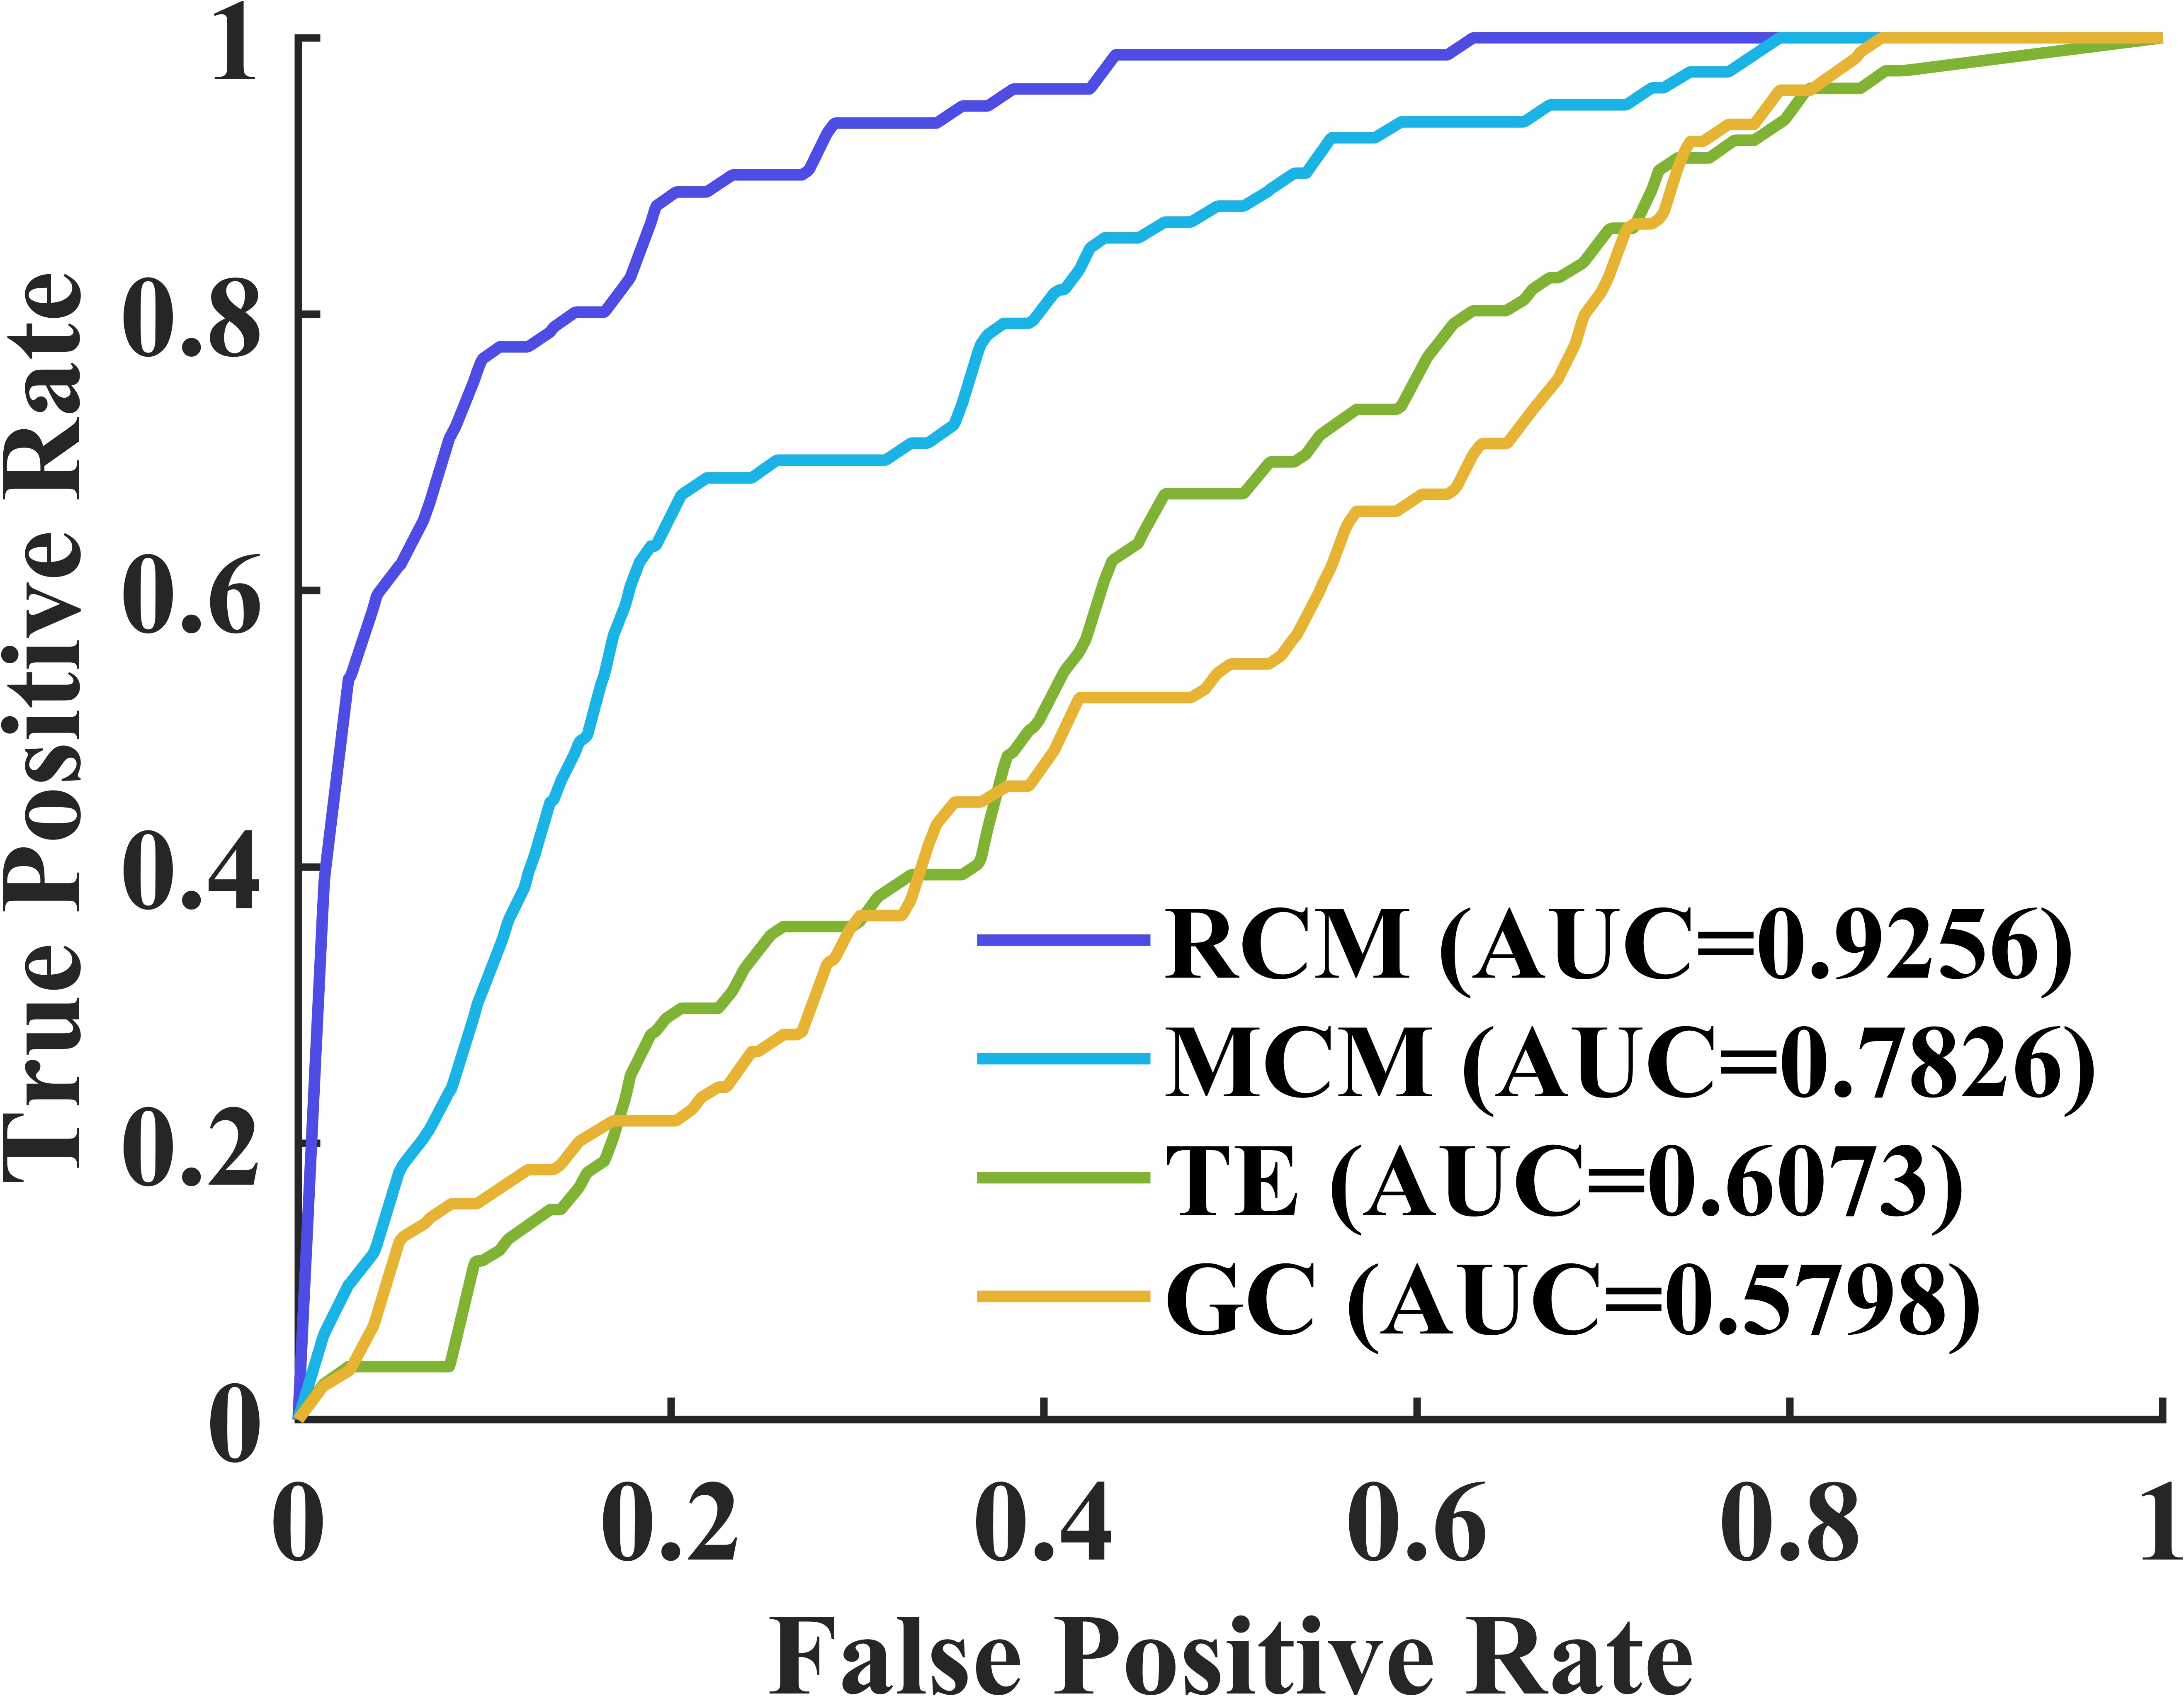 True Positive Rate
1
0.8
0.6
0.4
0.2
0
RCM (AUC=0.9256)
MCM (AUC=0.7826)
TE (AUC=0.6073)
GC (AUC=0.5798)
0 0.2 0.4 0.6 0.8 1
False Positive Rate